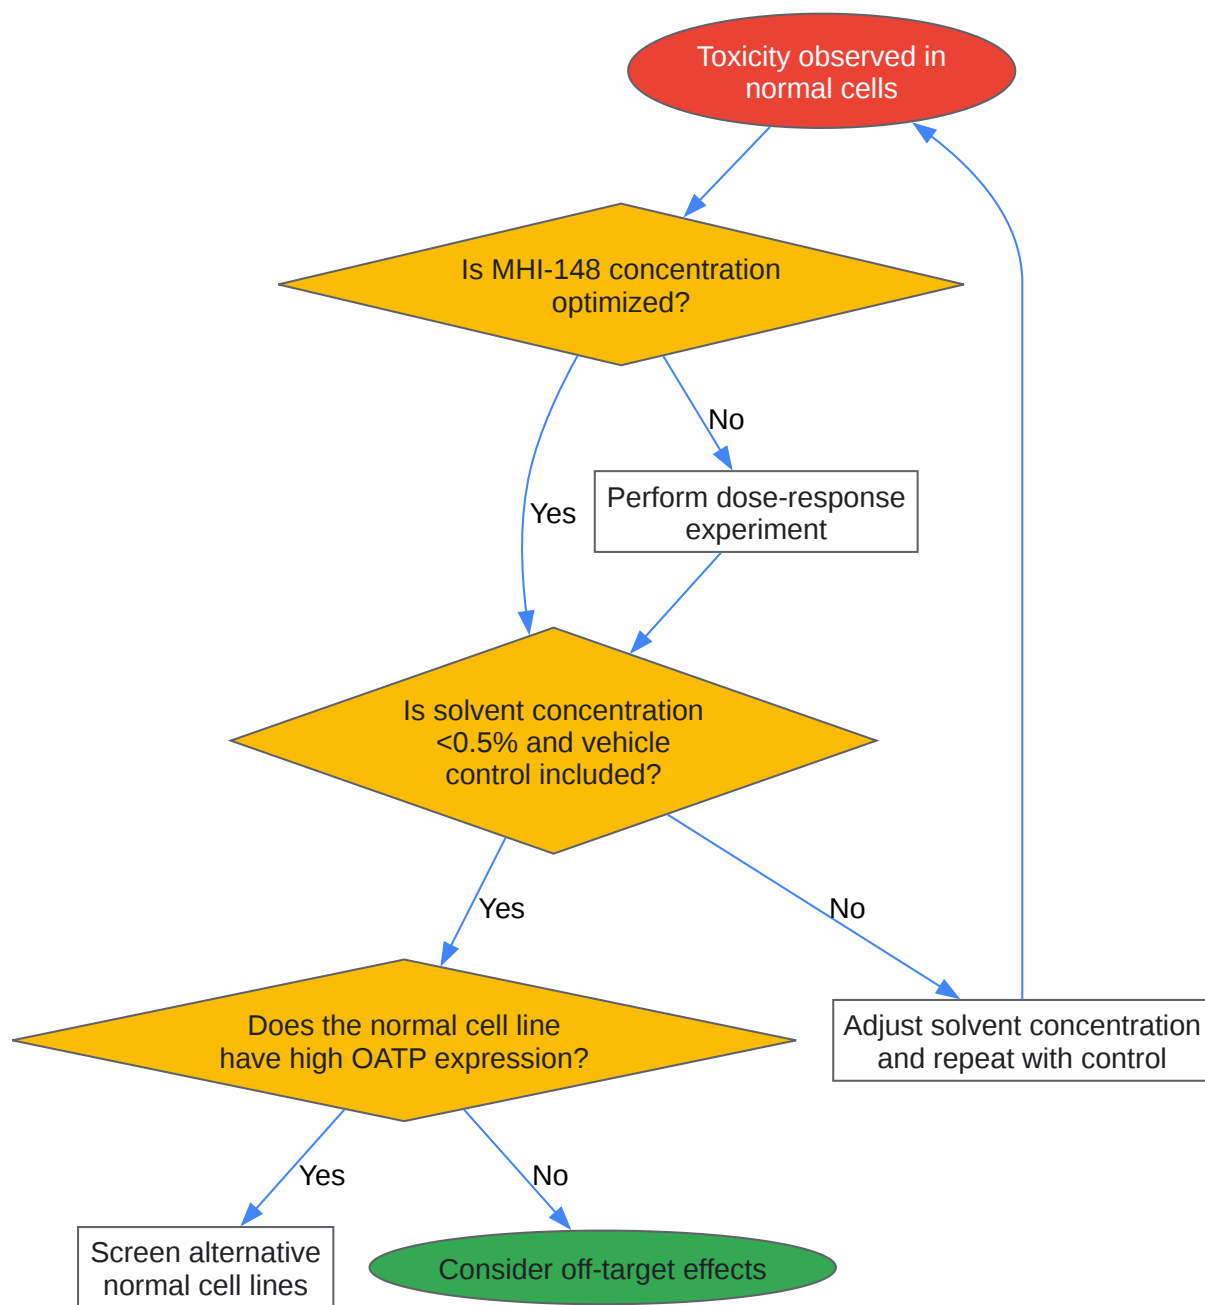 Toxicity observed in
normal cells
Is MHI-148 concentration
optimized?
No
Perform dose-response
experiment
Yes
Is solvent concentration
<0.5% and vehicle
control included?
Yes
No
Does the normal cell line
have high OATP expression?
Adjust solvent concentration
and repeat with control
Yes
No
Screen alternative
normal cell lines
Consider off-target effects